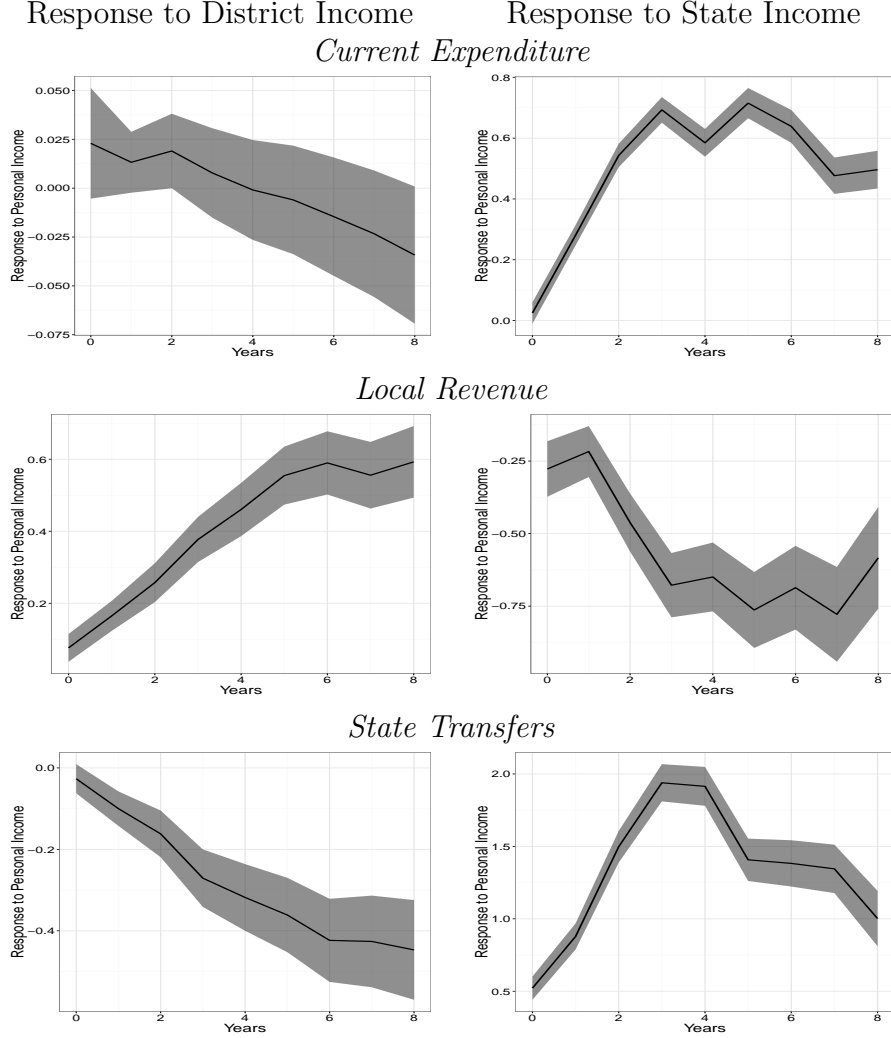 Response to District Income
Response to State Income
Current Expenditure
Response to Personal Income
0.050
0.025
0.000
−0.025
−0.050
−0.075
0 2 4 6 8
Years
Response to Personal Income
0.8
0.6
0.4
0.2
0.0
0 2 4 6 8
Years
Local Revenue
Response to Personal Income
0.6
0.4
0.2
0 2 4 6 8
Years
Response to Personal Income
−0.25
−0.50
−0.75
0 2 4 6 8
Years
State Transfers
Response to Personal Income
0.0
−0.2
−0.4
0 2 4 6 8
Years
Response to Personal Income
2.0
1.5
1.0
0.5
0 2 4 6 8
Years